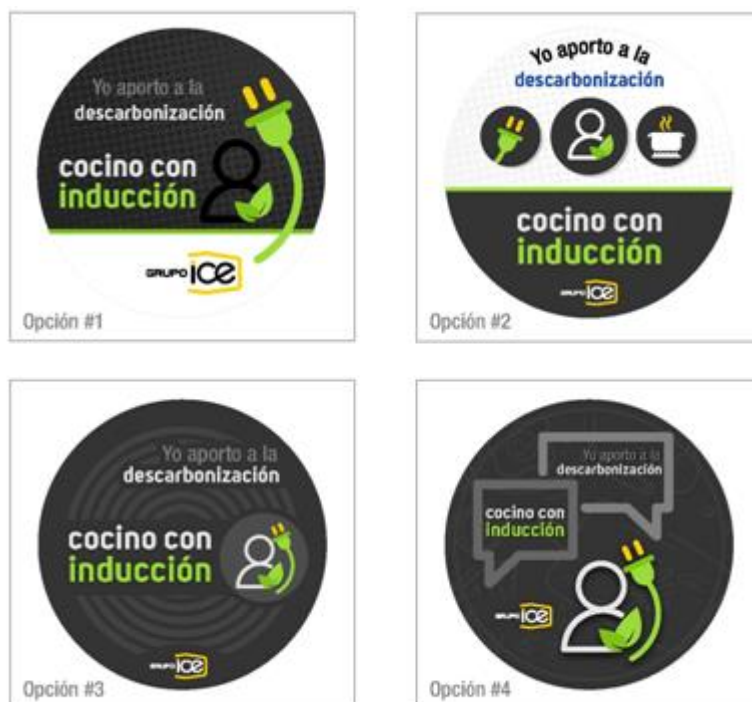 Yo aporto a la
descarbonización
cocino con
inducción
GRUPO ice
Opción #1
Yo aporto a la
descarbonización
cocino con
inducción
GRUPO ice
Opción #2
Yo aporto a la
descarbonización
cocino con
inducción
GRUPO ice
Opción #3
Yo aporto a la
descarbonización
cocino con
inducción
GRUPO ice
Opción #4